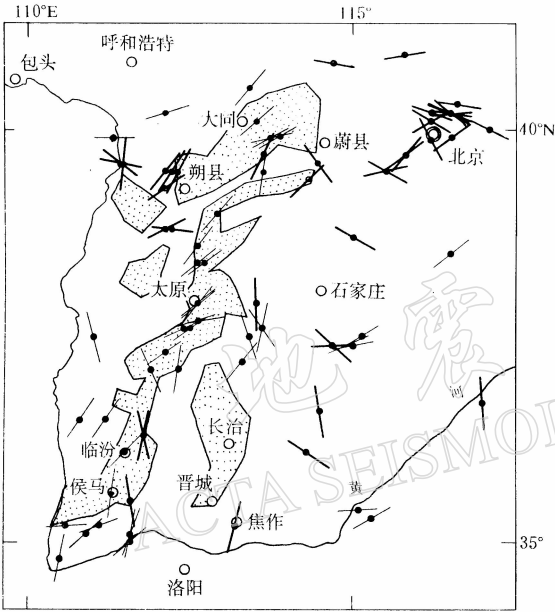 110°E
115°
呼和浩特
包头
大同
40°N
蔚县
北京
朔县
太原
石家庄
地震
河
长治
临汾
ACTA SEISMOL
侯马
晋城
黄
焦作
35°
洛阳